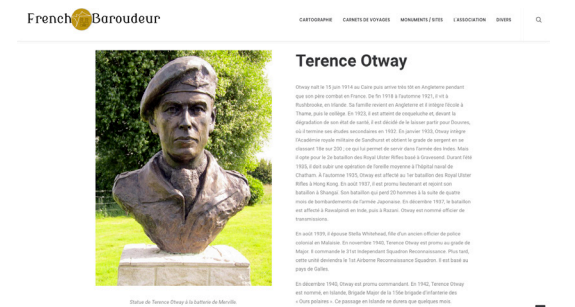 French Baroudeur
CARTOGRAPHIE CARNETS DE VOYAGES MONUMENTS / SITES L'ASSOCIATION DIVERS
Terence Otway
Otway naît le 15 juin 1914 au Caire puis arrive très tôt en Angleterre pendant
que son père combat en France. De fin 1918 à l'automne 1921, il vit à
Rushbrooke, en Irlande. Sa famille revient en Angleterre et il intègre l'école à
Thame, puis le collège. En 1923, il est atteint de coqueluche et, devant la
dégradation de son état de santé, il est décidé de le laisser partir pour Douvres,
où il termine ses études secondaires en 1932. En janvier 1933, Otway intègre
l'Académie royale militaire de Sandhurst et obtient le grade de sergent en se
classant 18e sur 200 ; ce qui lui permet de servir dans l'armée des Indes. Mais
il opte pour le 2e bataillon des Royal Ulster Rifles basé à Gravesend. Durant l'été
1935, il doit subir une opération de l'oreille moyenne à l'hôpital naval de
Chatham. À l'automne 1935, Otway est affecté au 1er bataillon des Royal Ulster
Rifles à Hong Kong. En août 1937, il est promu lieutenant et rejoint son
bataillon à Shangaï. Son bataillon qui perd 20 hommes à la suite de quatre
mois de bombardements de l'armée Japonaise. En décembre 1937, le bataillon
est affecté à Rawalpindi en Inde, puis à Razani. Otway est nommé officier de
transmissions.
En août 1939, il épouse Stella Whitehead, fille d'un ancien officier de police
colonial en Malaisie. En novembre 1940, Terence Otway est promu au grade de
Major. Il commande le 31st Independant Squadron Reconnaissance. Plus tard,
cette unité deviendra le 1st Airborne Reconnaissance Squadron. Il est basé au
pays de Galles.
En décembre 1940, Otway est promu commandant. En 1942, Terence Otway
est nommé, en Islande, Brigade Major de la 156e brigade d'infanterie des
« Ours polaires ». Ce passage en Islande ne durera que quelques mois.
Statue de Terence Otway à la batterie de Merville.